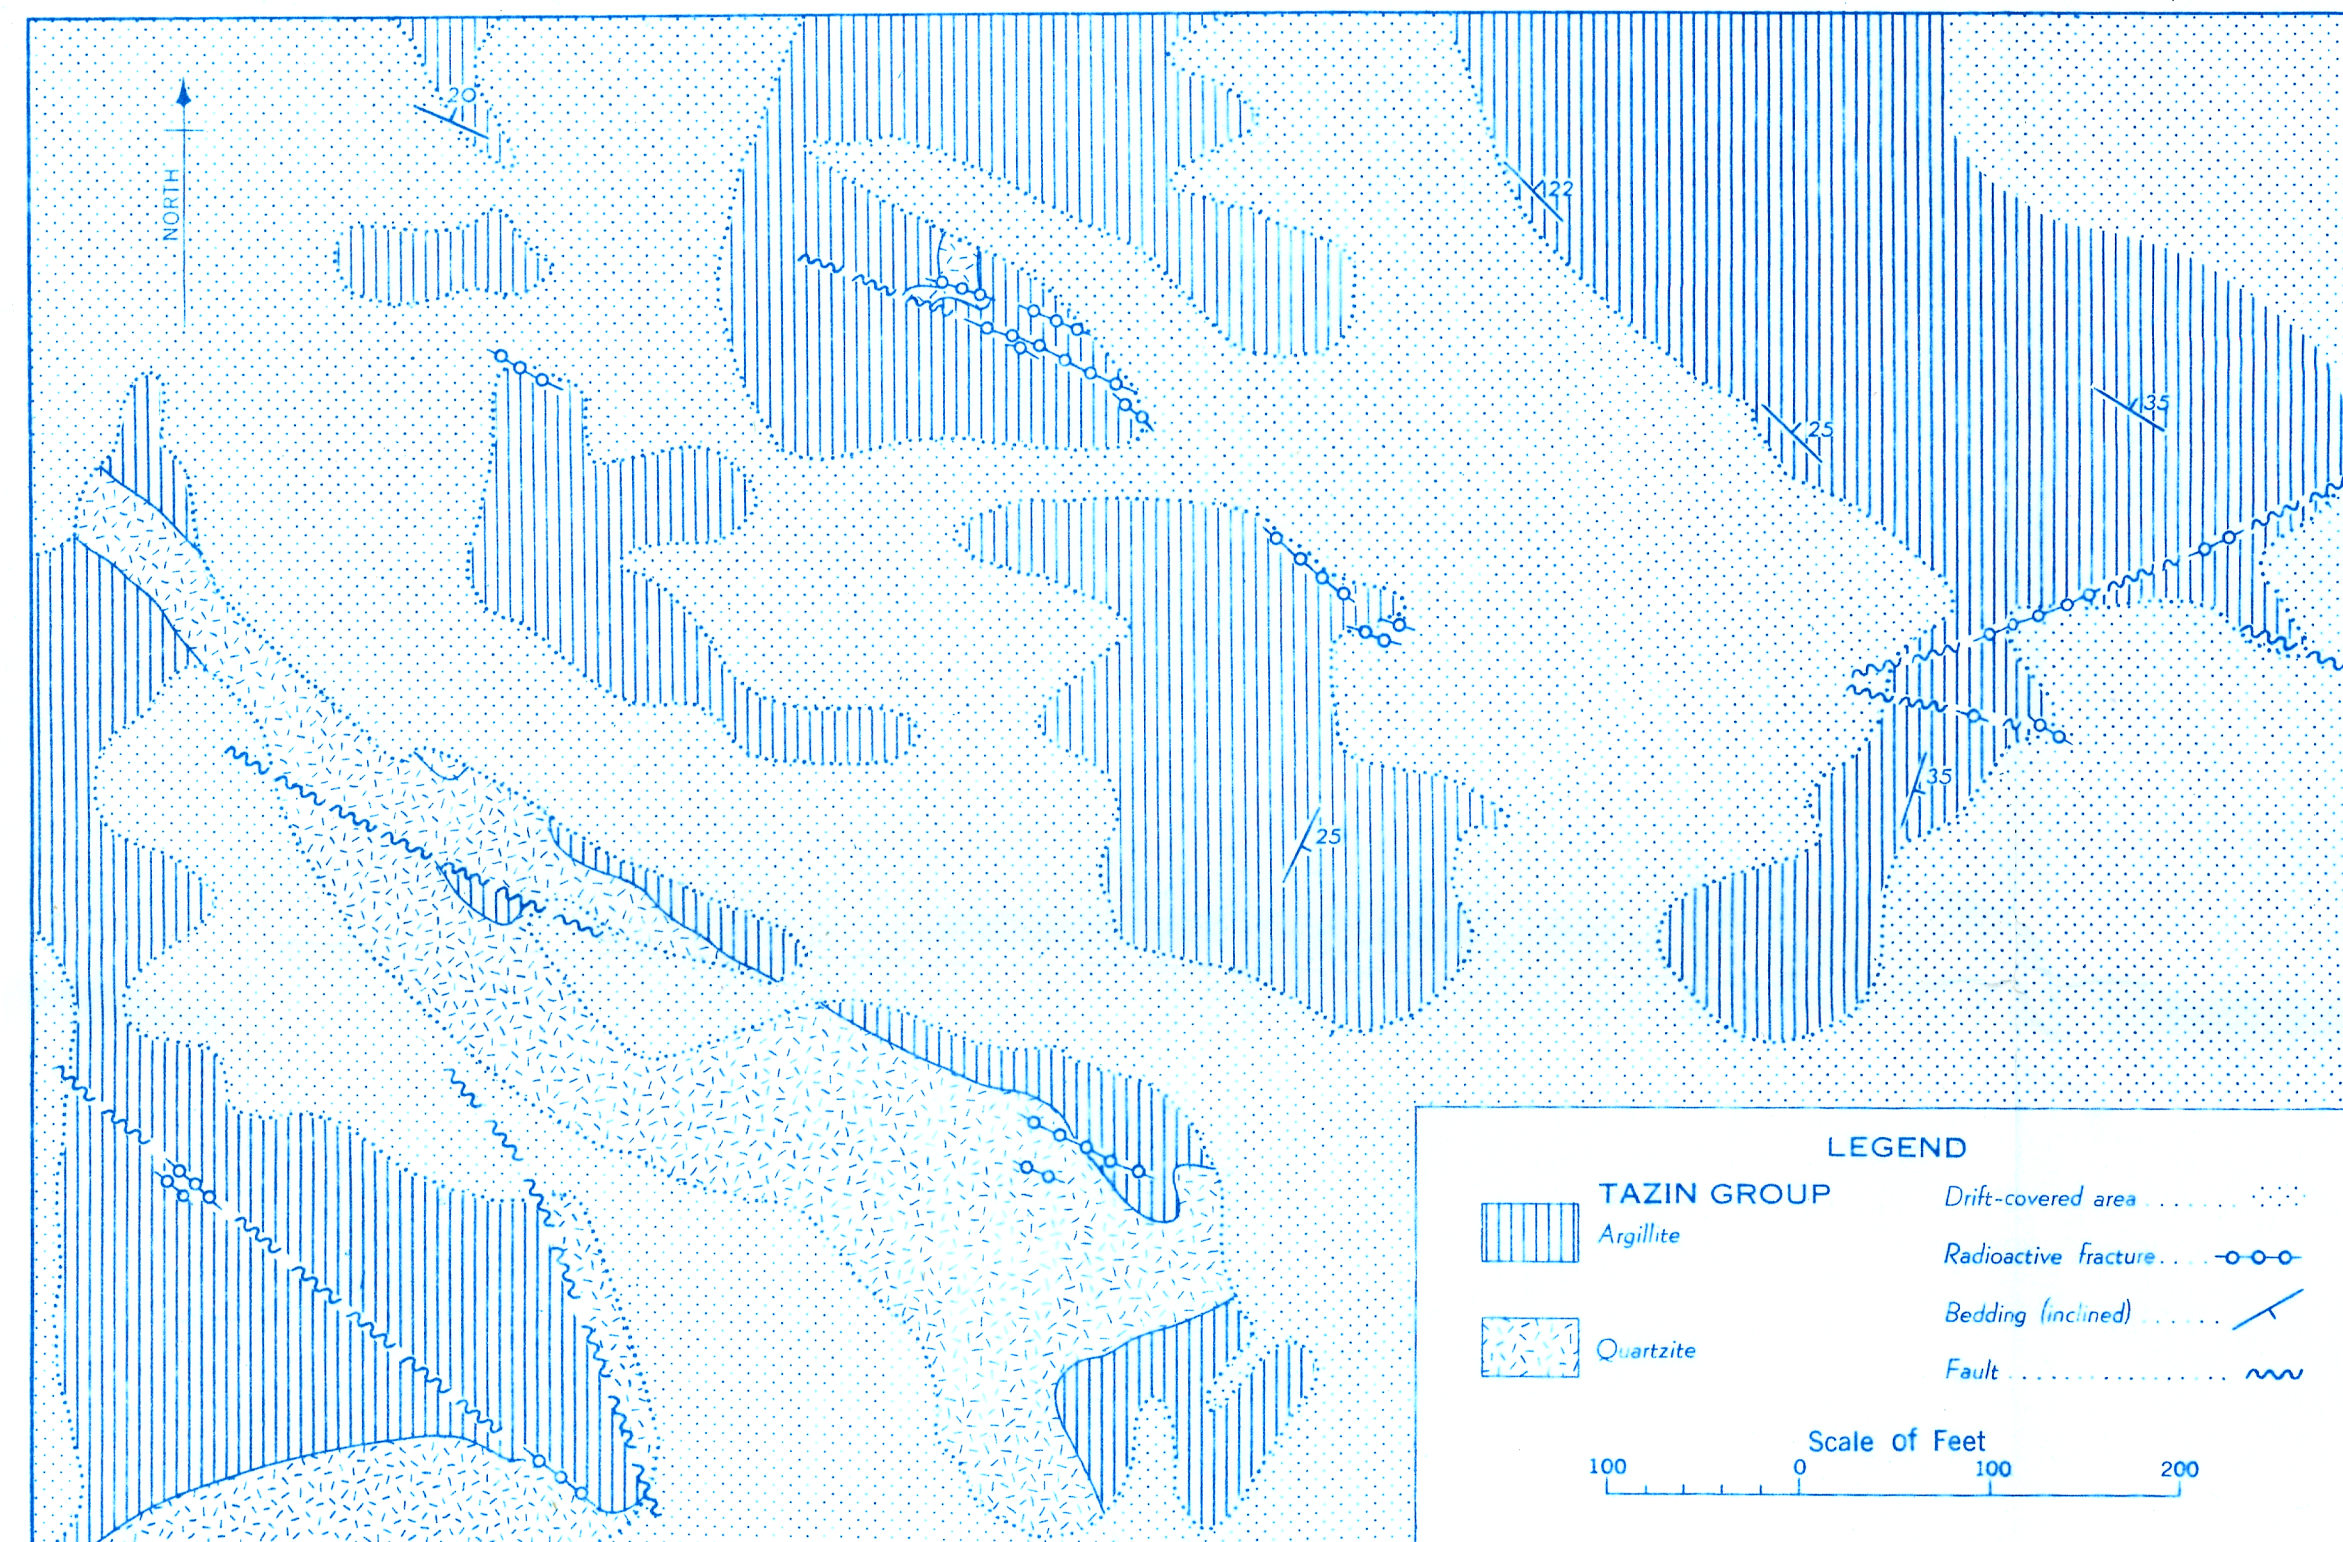 20
NORTH
22
25
35
35
25
LEGEND
TAZIN GROUP
Argillite
Quartzite
Drift-covered area ........
Radioactive fracture.....
Bedding (inclined) ......
Fault ....................
Scale of Feet
100 0 100 200